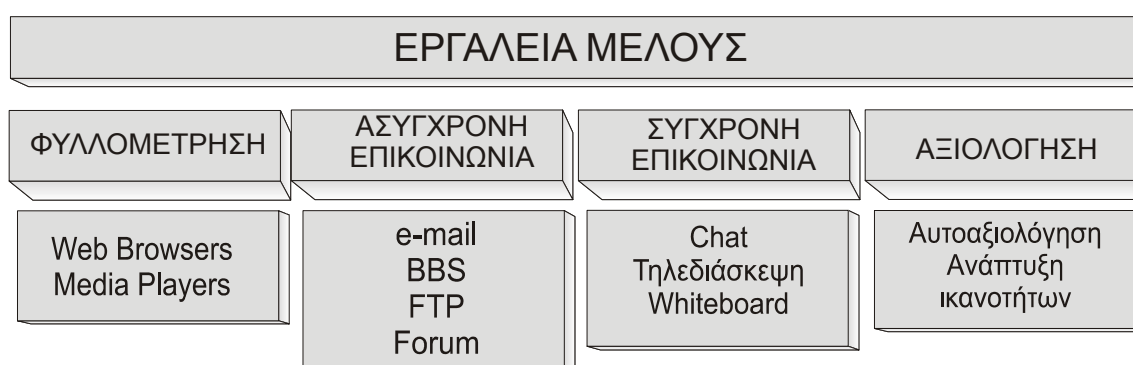 ΕΡΓΑΛΕΙΑ ΜΕΛΟΥΣ
ΦΥΛΛΟΜΕΤΡΗΣΗ
Web Browsers
Media Players
ΑΣΥΓΧΡΟΝΗ
ΕΠΙΚΟΙΝΩΝΙΑ
e-mail
BBS
FTP
Forum
ΣΥΓΧΡΟΝΗ
ΕΠΙΚΟΙΝΩΝΙΑ
Chat
Τηλεδιάσκεψη
Whiteboard
ΑΞΙΟΛΟΓΗΣΗ
Αυτοαξιολόγηση
Ανάπτυξη
ικανοτήτων